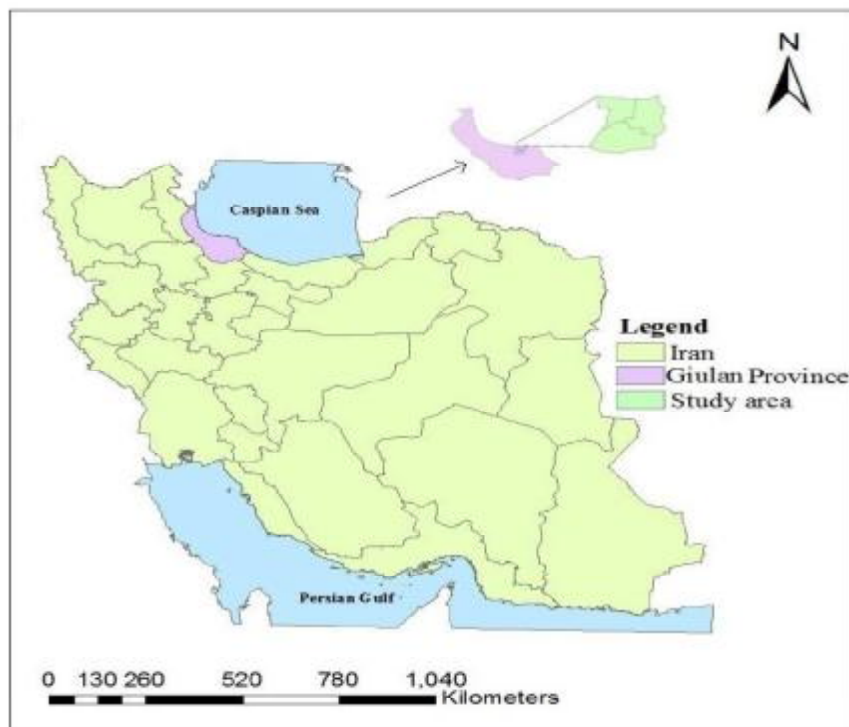 N
Caspian Sea
Legend
Iran
Giulan Province
Study area
Persian Gulf
0 130 260 520 780 1,040
Kilometers